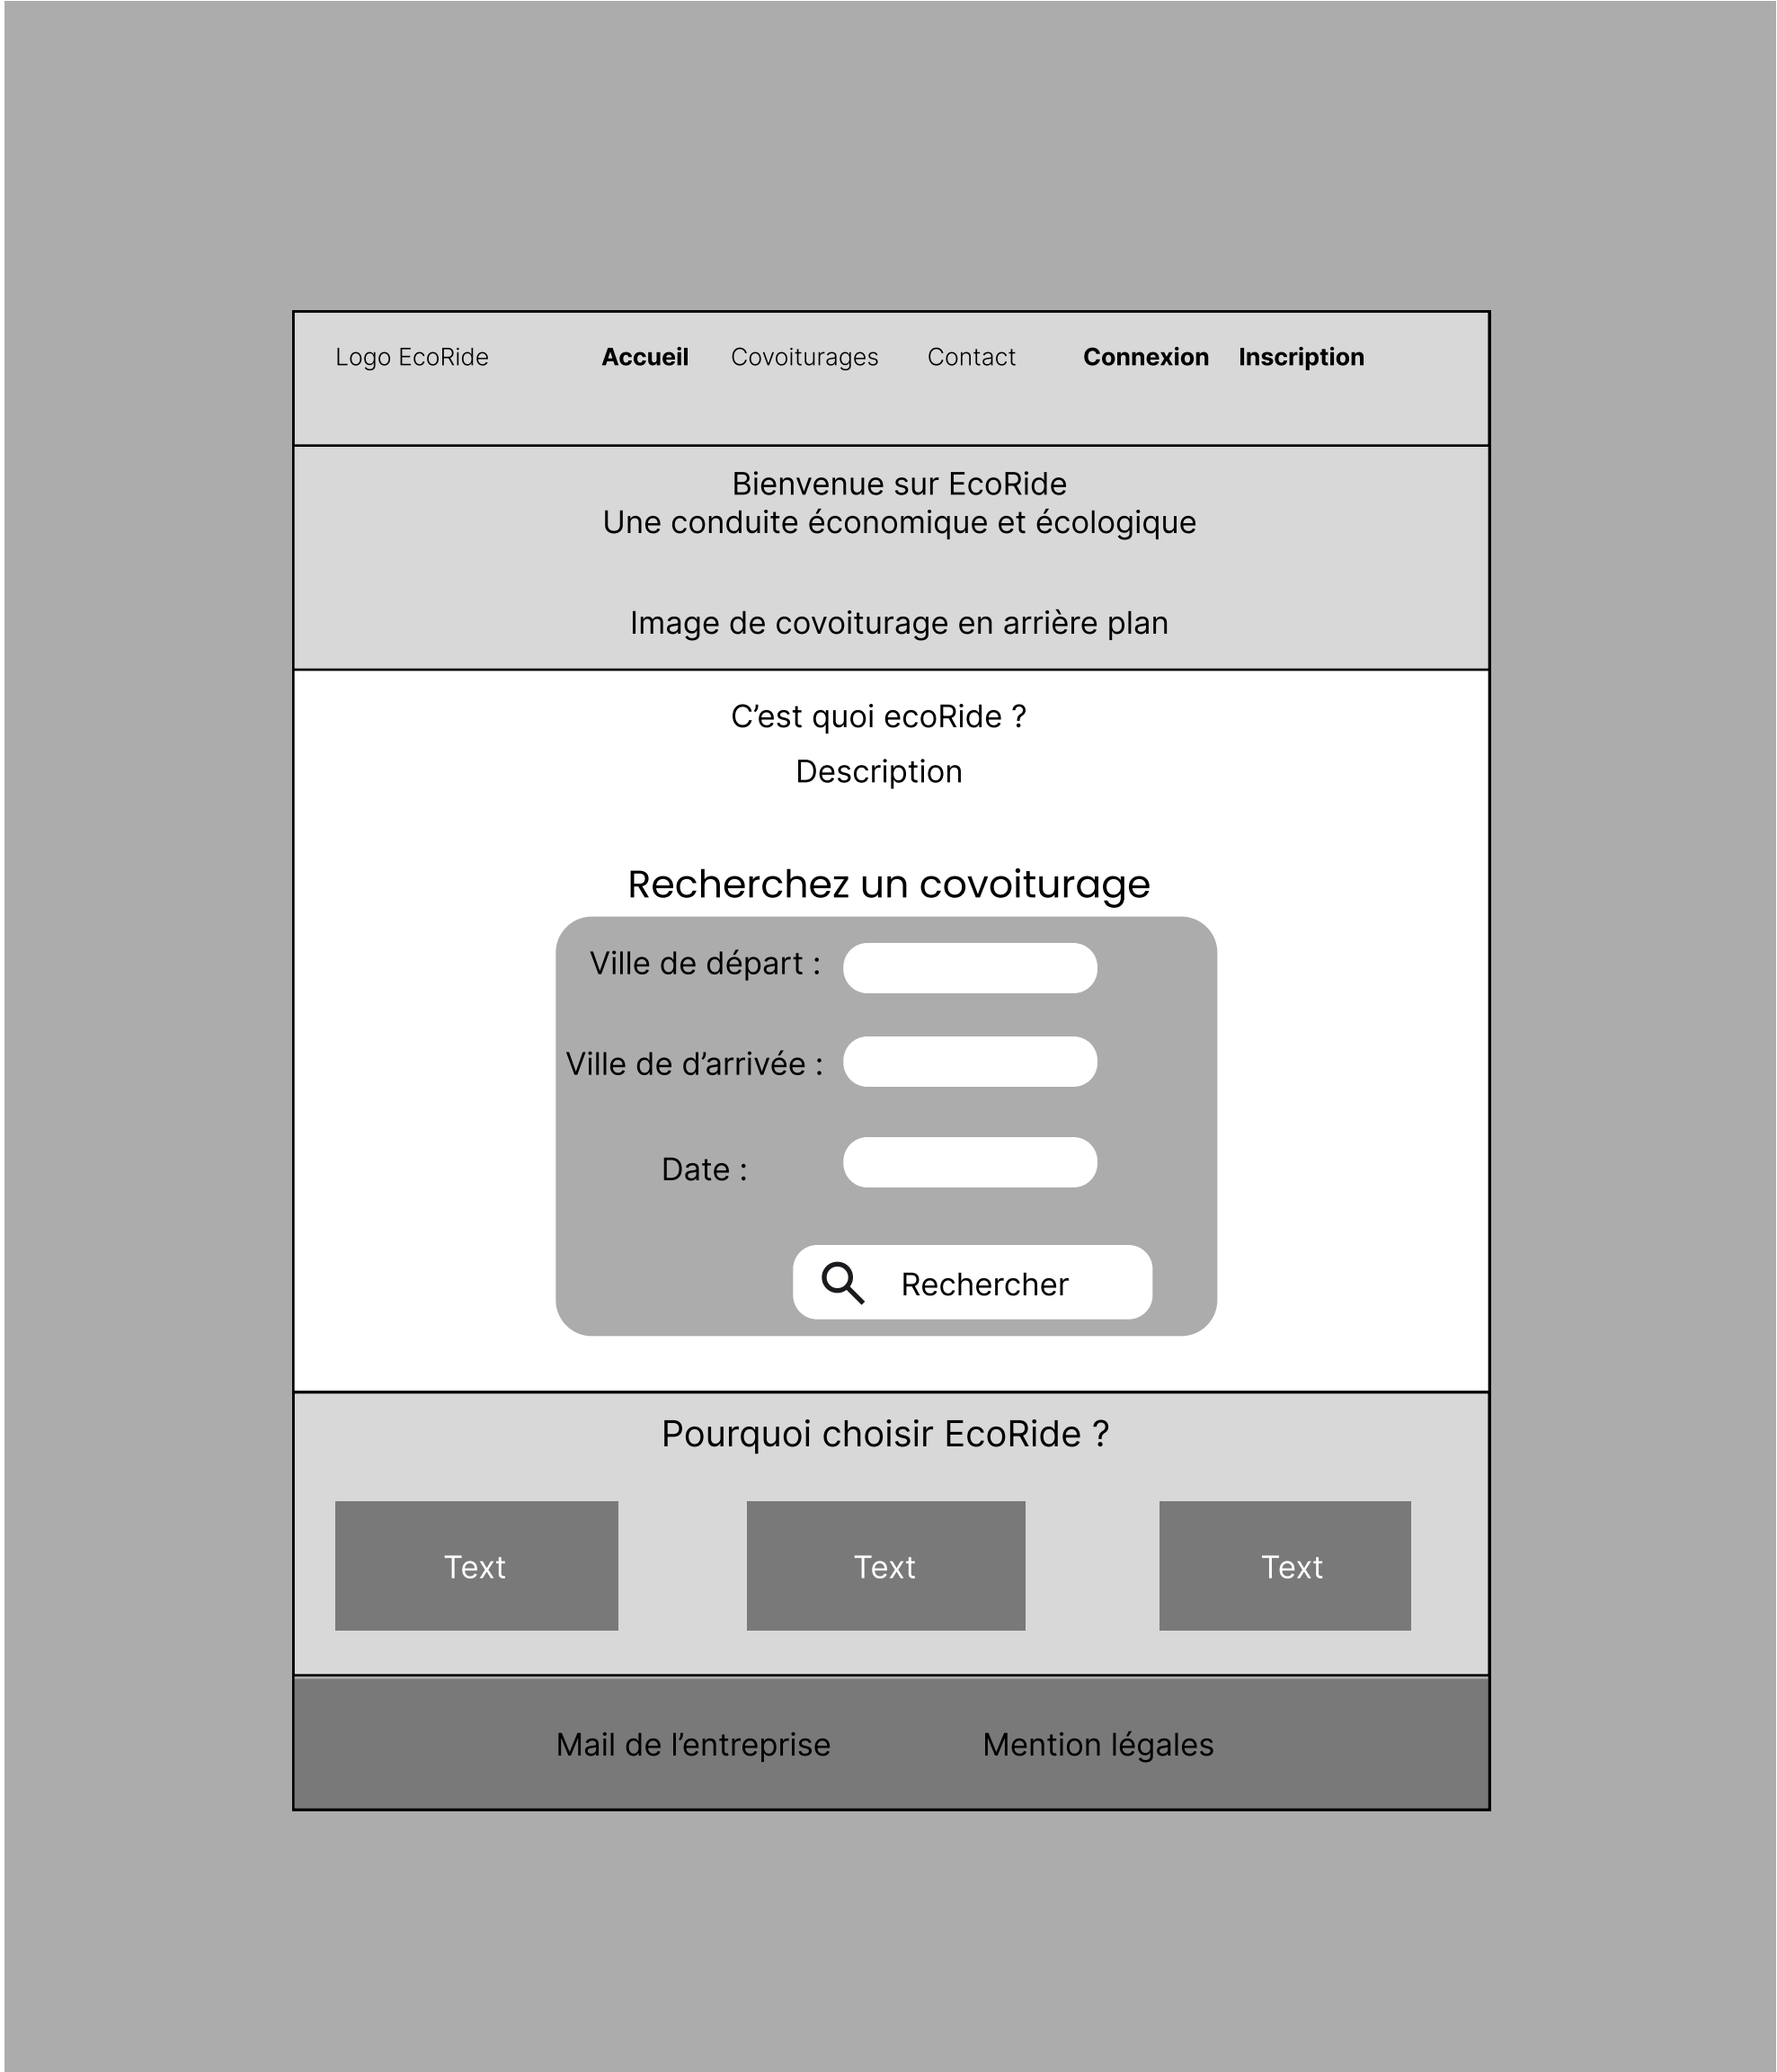 Logo EcoRide Accueil Covoiturages Contact Connexion Inscription
Bienvenue sur EcoRide
Une conduite économique et écologique
Image de covoiturage en arrière plan
C’est quoi ecoRide ?
Description
Recherchez un covoiturage
Ville de départ :
Ville de d’arrivée :
Date :
Rechercher
Pourquoi choisir EcoRide ?
Text Text Text
Mail de l’entreprise Mention légales